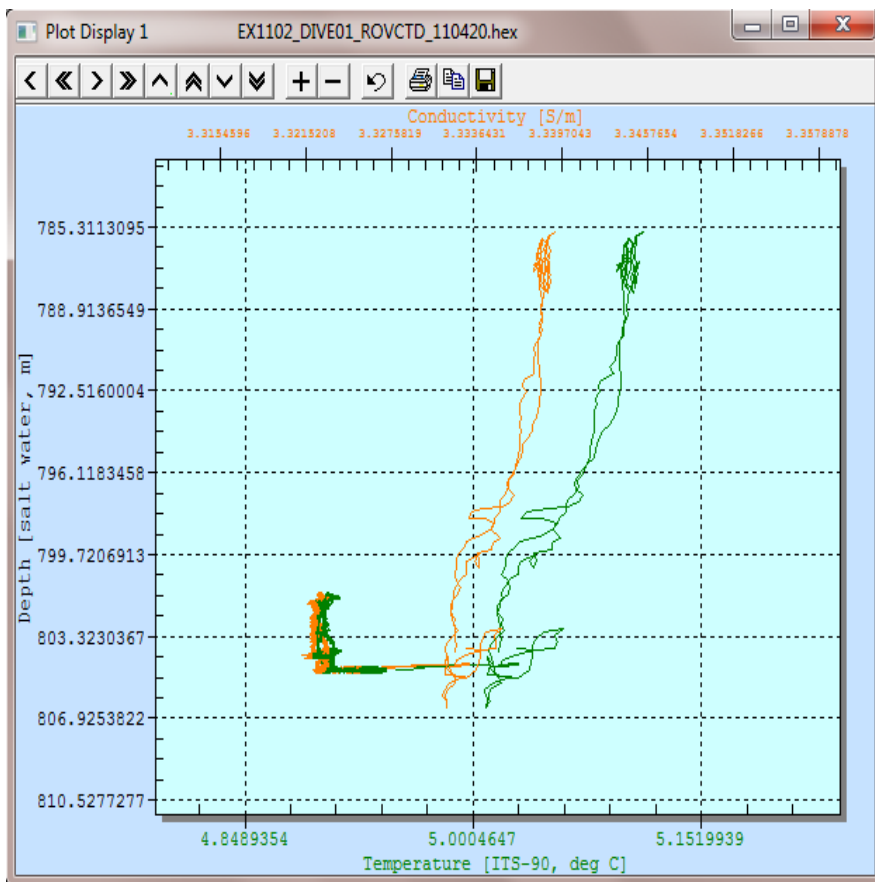 Plot Display 1 EX1102_DIVE01_ROVCTD_110420.hex
Conductivity [S/m]
3.3154596 3.3215208 3.3275819 3.3336431 3.3397043 3.3457654 3.3518266 3.3578878
785.3113095
788.9136549
792.5160004
796.1183458
799.7206913
803.3230367
806.9253822
810.5277277
Depth [salt water, m]
4.8489354 5.0004647 5.1519939
Temperature [ITS-90, deg C]